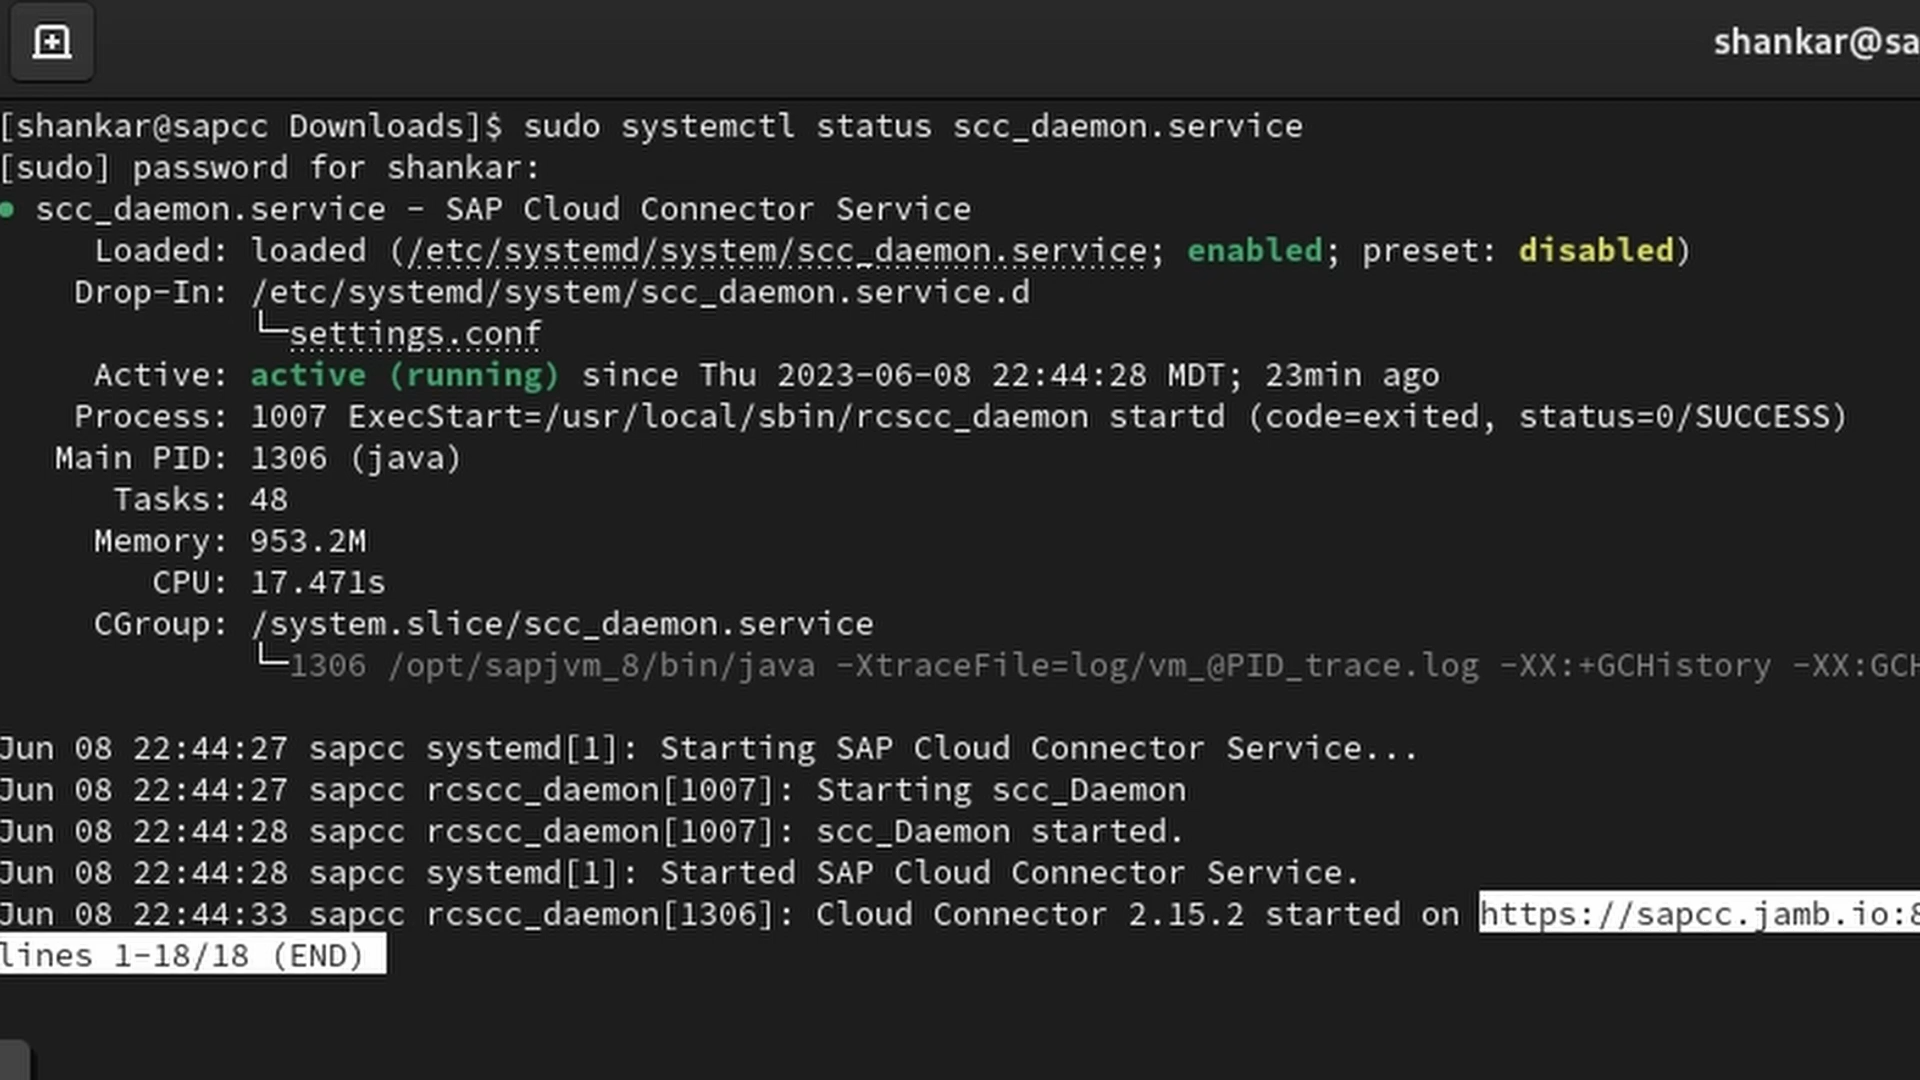 shankar@sa
[shankar@sapcc Downloads]$ sudo systemctl status scc_daemon.service
[sudo] password for shankar:
● scc_daemon.service - SAP Cloud Connector Service
Loaded: loaded (/etc/systemd/system/scc_daemon.service; enabled; preset: disabled)
Drop-In: /etc/systemd/system/scc_daemon.service.d
└─settings.conf
Active: active (running) since Thu 2023-06-08 22:44:28 MDT; 23min ago
Process: 1007 ExecStart=/usr/local/sbin/rcscc_daemon startd (code=exited, status=0/SUCCESS)
Main PID: 1306 (java)
Tasks: 48
Memory: 953.2M
CPU: 17.471s
CGroup: /system.slice/scc_daemon.service
└─1306 /opt/sapjvm_8/bin/java -XtraceFile=log/vm_@PID_trace.log -XX:+GCHistory -XX:GCH
Jun 08 22:44:27 sapcc systemd[1]: Starting SAP Cloud Connector Service...
Jun 08 22:44:27 sapcc rcscc_daemon[1007]: Starting scc_Daemon
Jun 08 22:44:28 sapcc rcscc_daemon[1007]: scc_Daemon started.
Jun 08 22:44:28 sapcc systemd[1]: Started SAP Cloud Connector Service.
Jun 08 22:44:33 sapcc rcscc_daemon[1306]: Cloud Connector 2.15.2 started on https://sapcc.jamb.io:8
lines 1-18/18 (END)